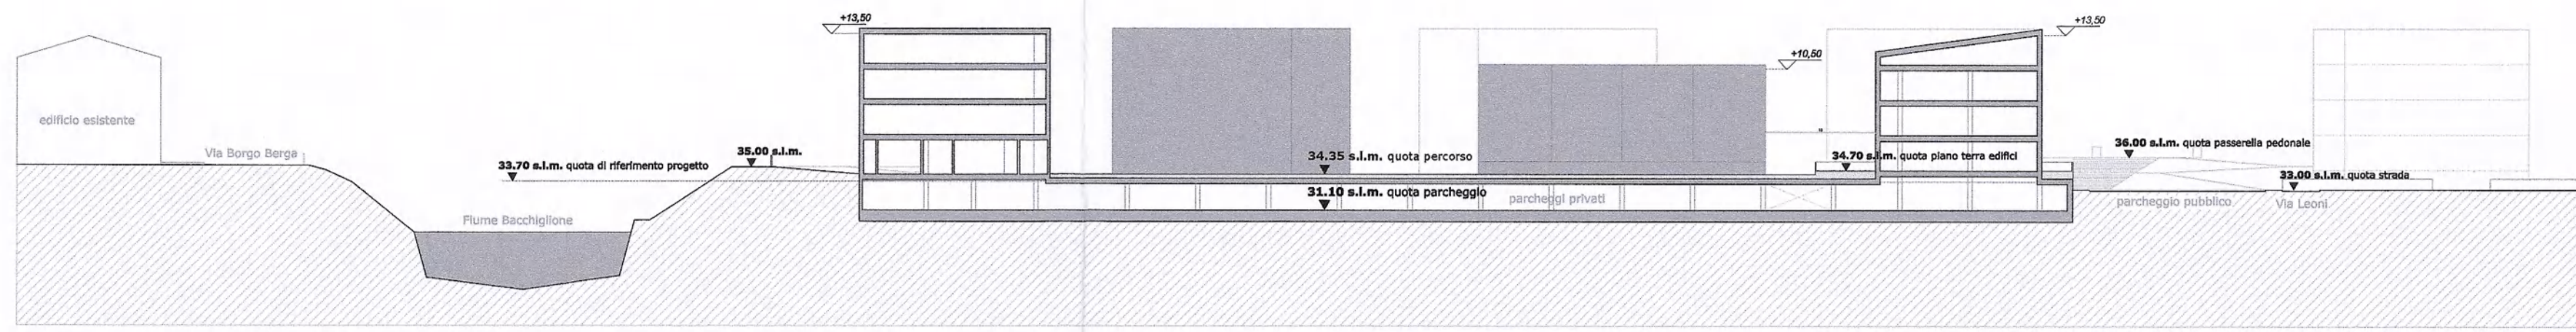 +13,50
+13,50
+10,50
edificio esistente
Via Borgo Berga
33.70 s.l.m. quota di riferimento progetto
35.00 s.l.m.
34.35 s.l.m. quota percorso
34.70 s.l.m. quota piano terra edifici
36.00 s.l.m. quota passerella pedonale
31.10 s.l.m. quota parcheggio
parcheggi privati
33.00 s.l.m. quota strada
parcheggio pubblico
Via Leoni
Fiume Bacchiglione